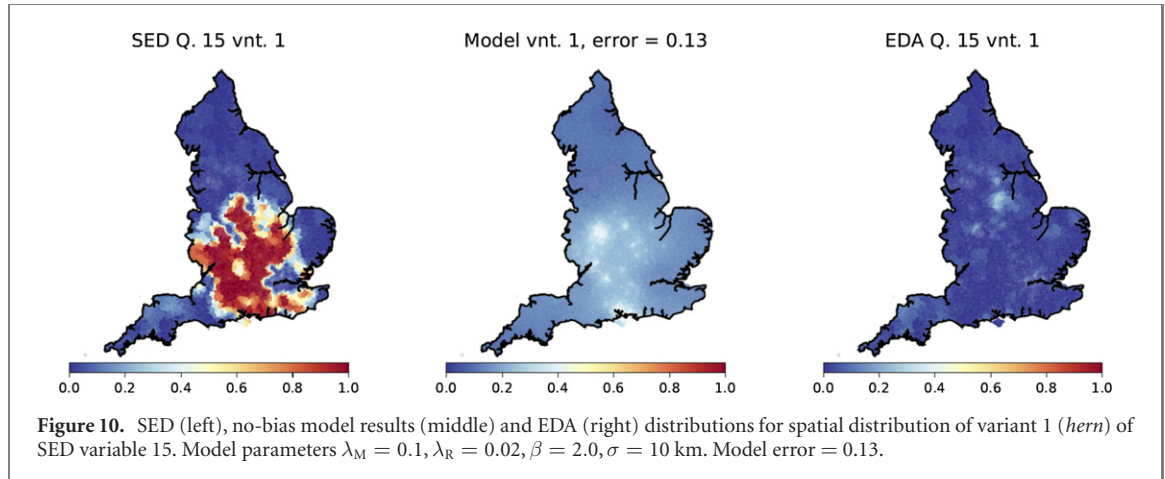 SED Q. 15 vnt. 1
Model vnt. 1, error = 0.13
EDA Q. 15 vnt. 1
0.0 0.2 0.4 0.6 0.8 1.0
0.0 0.2 0.4 0.6 0.8 1.0
0.0 0.2 0.4 0.6 0.8 1.0
Figure 10. SED (left), no-bias model results (middle) and EDA (right) distributions for spatial distribution of variant 1 (hern) of
SED variable 15. Model parameters λM = 0.1, λR = 0.02, β = 2.0, σ = 10 km. Model error = 0.13.